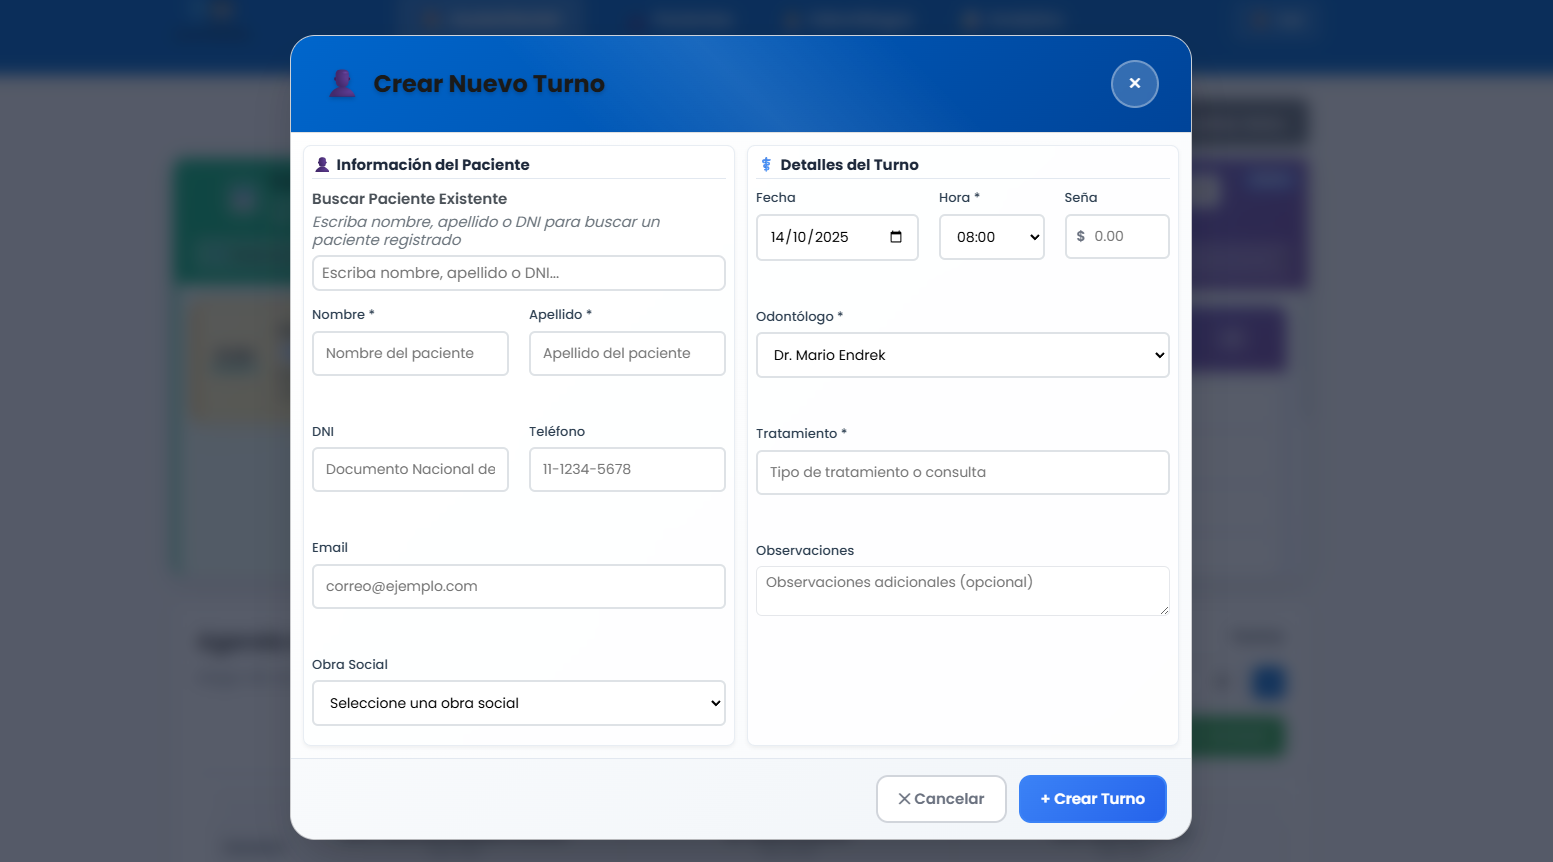 Crear Nuevo Turno
×
Información del Paciente
Buscar Paciente Existente
Escriba nombre, apellido o DNI para buscar un
paciente registrado
Escriba nombre, apellido o DNI...
Nombre *
Apellido *
Nombre del paciente
Apellido del paciente
DNI
Teléfono
Documento Nacional de
11-1234-5678
Email
correo@ejemplo.com
Obra Social
Seleccione una obra social
Detalles del Turno
Fecha
Hora *
Seña
14/10/2025
08:00
$ 0.00
Odontólogo *
Dr. Mario Endrek
Tratamiento *
Tipo de tratamiento o consulta
Observaciones
Observaciones adicionales (opcional)
Cancelar
+ Crear Turno